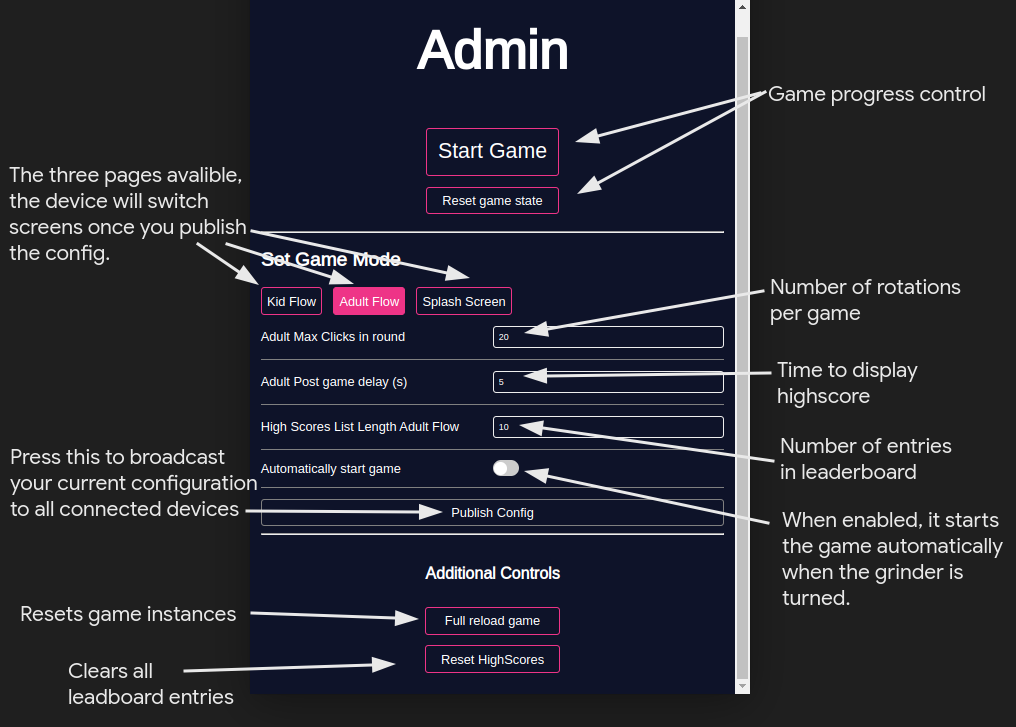 Admin
Game progress control
Start Game
Reset game state
The three pages avalible,
the device will switch
screens once you publish
the config.
Set Game Mode
Kid Flow
Adult Flow
Splash Screen
Number of rotations
per game
Adult Max Clicks in round
20
Time to display
highscore
Adult Post game delay (s)
5
High Scores List Length Adult Flow
10
Number of entries
in leaderboard
Automatically start game
Press this to broadcast
your current configuration
to all connected devices
Publish Config
When enabled, it starts
the game automatically
when the grinder is
turned.
Additional Controls
Resets game instances
Full reload game
Clears all
leadboard entries
Reset HighScores